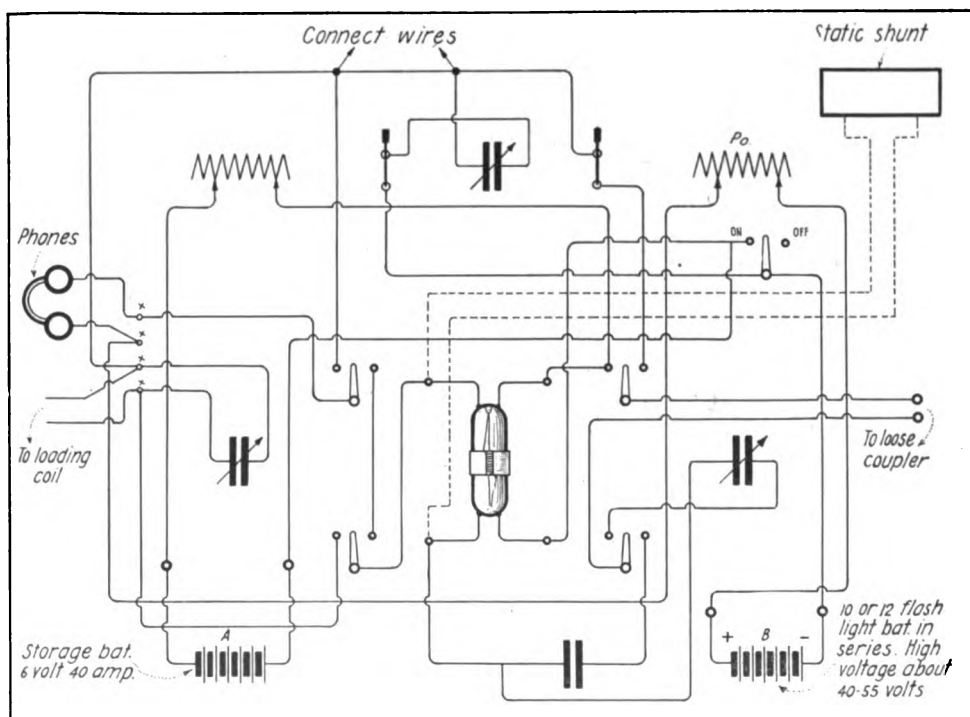 Connect wires
Static shunt
Po.
ON
OFF
Phones
x
x
x
x
To loading
coil
To loose
coupler
A
Storage bat.
6 volt 40 amp.
+ B -
10 or 12 flash
light bat. in
series. High
voltage about
40-55 volts